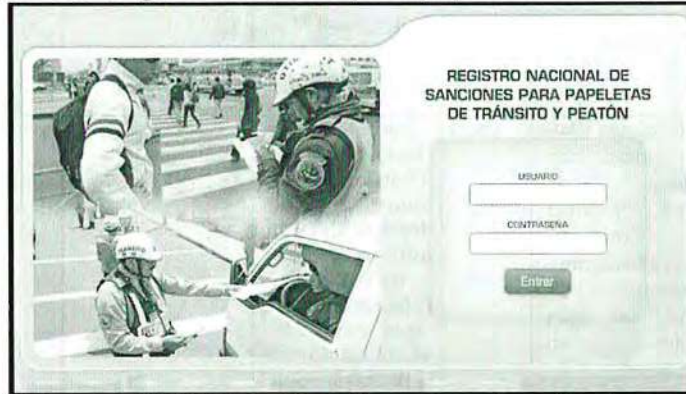 REGISTRO NACIONAL DE
SANCIONES PARA PAPELETAS
DE TRÁNSITO Y PEATÓN
USUARIO
CONTRASEÑA
Entrar